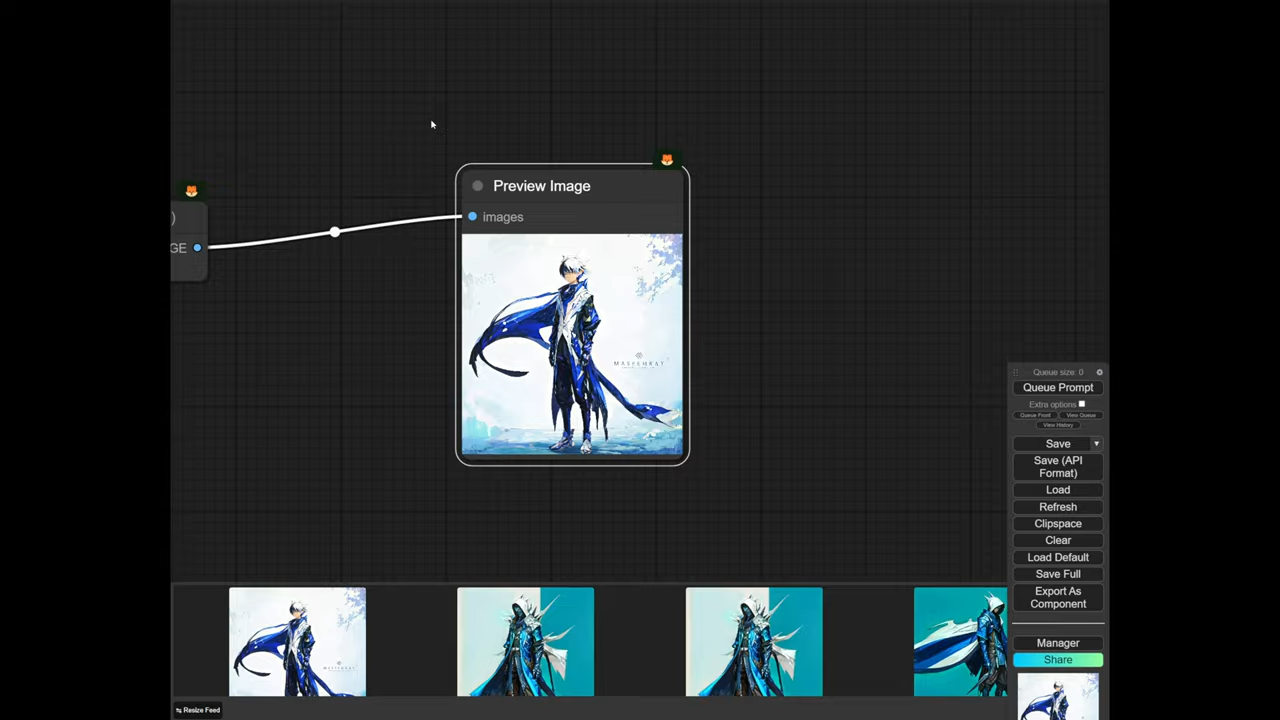 Preview Image
images
)
GE
Queue size: 0
Queue Prompt
Extra options
Queue Front
View Queue
View History
Save
Save (API
Format)
Load
Refresh
Clipspace
Clear
Load Default
Save Full
Export As
Component
Manager
Share
Resize Feed